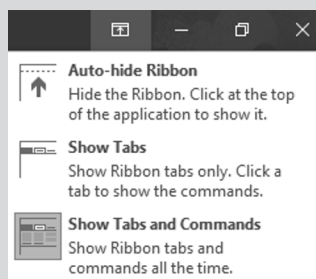 Auto-hide Ribbon
Hide the Ribbon. Click at the top
of the application to show it.
Show Tabs
Show Ribbon tabs only. Click a
tab to show the commands.
Show Tabs and Commands
Show Ribbon tabs and
commands all the time.